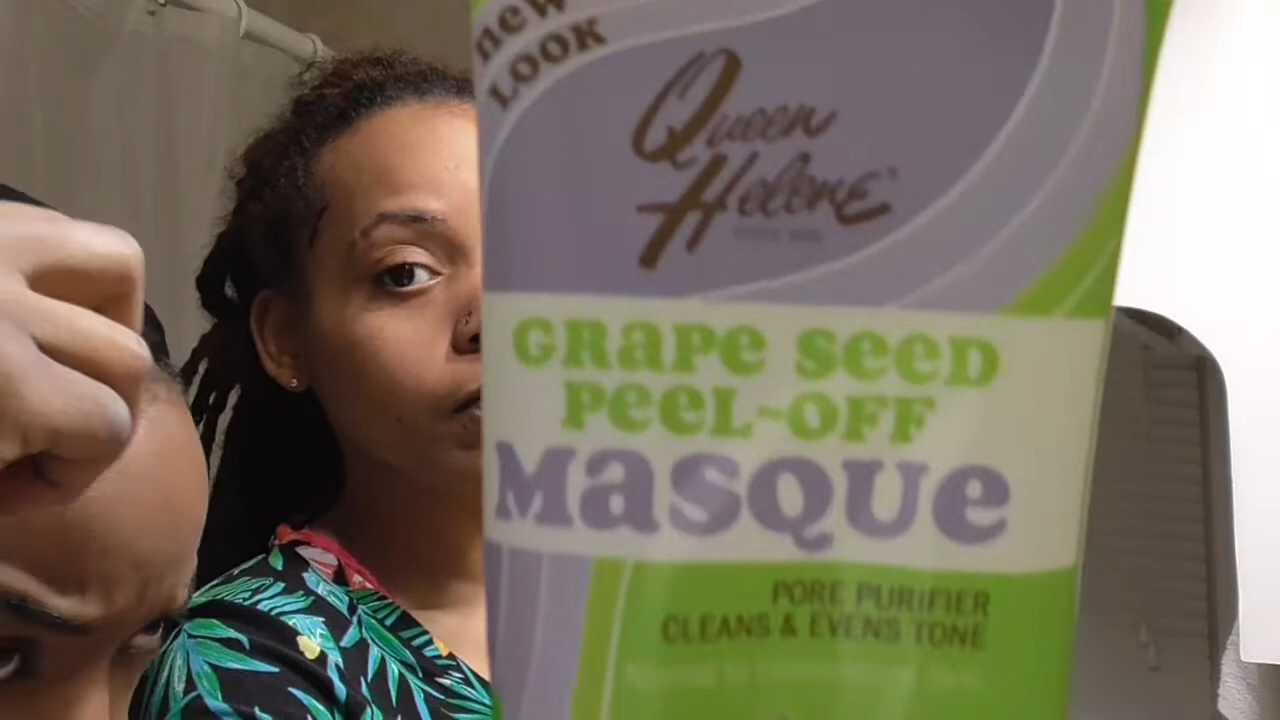 new
LOOK
Queen
Helene
GRAPE SEED
PEEL-OFF
MASQUE
PORE PURIFIER
CLEANS & EVENS TONE